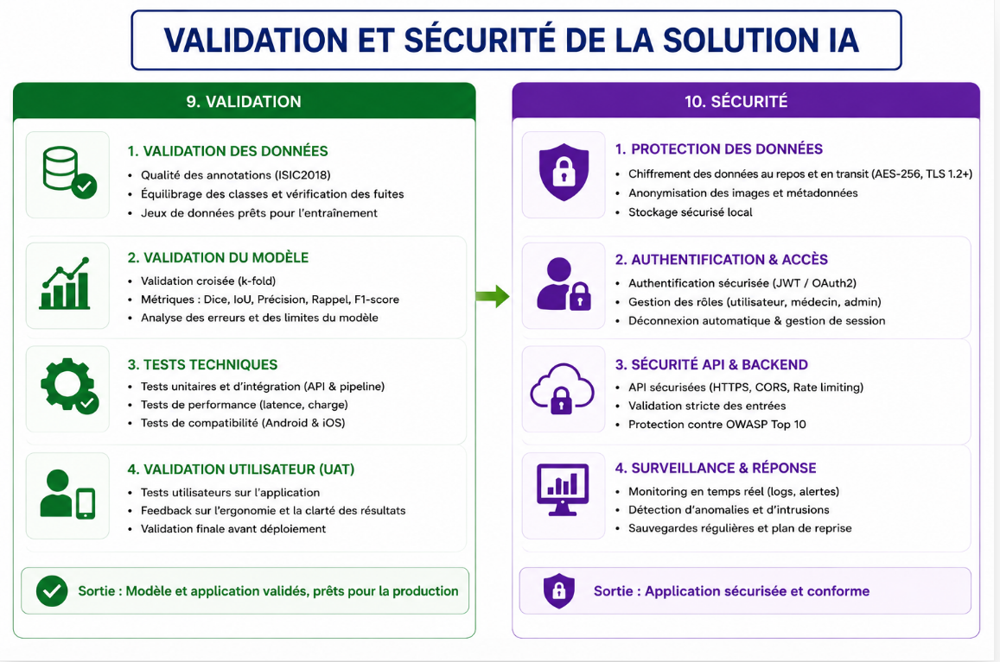 VALIDATION ET SÉCURITÉ DE LA SOLUTION IA
9. VALIDATION
1. VALIDATION DES DONNÉES
• Qualité des annotations (ISIC2018)
• Équilibrage des classes et vérification des fuites
• Jeux de données prêts pour l'entraînement
2. VALIDATION DU MODÈLE
• Validation croisée (k-fold)
• Métriques : Dice, IoU, Précision, Rappel, F1-score
• Analyse des erreurs et des limites du modèle
3. TESTS TECHNIQUES
• Tests unitaires et d'intégration (API & pipeline)
• Tests de performance (latence, charge)
• Tests de compatibilité (Android & iOS)
4. VALIDATION UTILISATEUR (UAT)
• Tests utilisateurs sur l'application
• Feedback sur l'ergonomie et la clarté des résultats
• Validation finale avant déploiement
Sortie : Modèle et application validés, prêts pour la production
10. SÉCURITÉ
1. PROTECTION DES DONNÉES
• Chiffrement des données au repos et en transit (AES-256, TLS 1.2+)
• Anonymisation des images et métadonnées
• Stockage sécurisé local
2. AUTHENTIFICATION & ACCÈS
• Authentification sécurisée (JWT / OAuth2)
• Gestion des rôles (utilisateur, médecin, admin)
• Déconnexion automatique & gestion de session
3. SÉCURITÉ API & BACKEND
• API sécurisées (HTTPS, CORS, Rate limiting)
• Validation stricte des entrées
• Protection contre OWASP Top 10
4. SURVEILLANCE & RÉPONSE
• Monitoring en temps réel (logs, alertes)
• Détection d'anomalies et d'intrusions
• Sauvegardes régulières et plan de reprise
Sortie : Application sécurisée et conforme